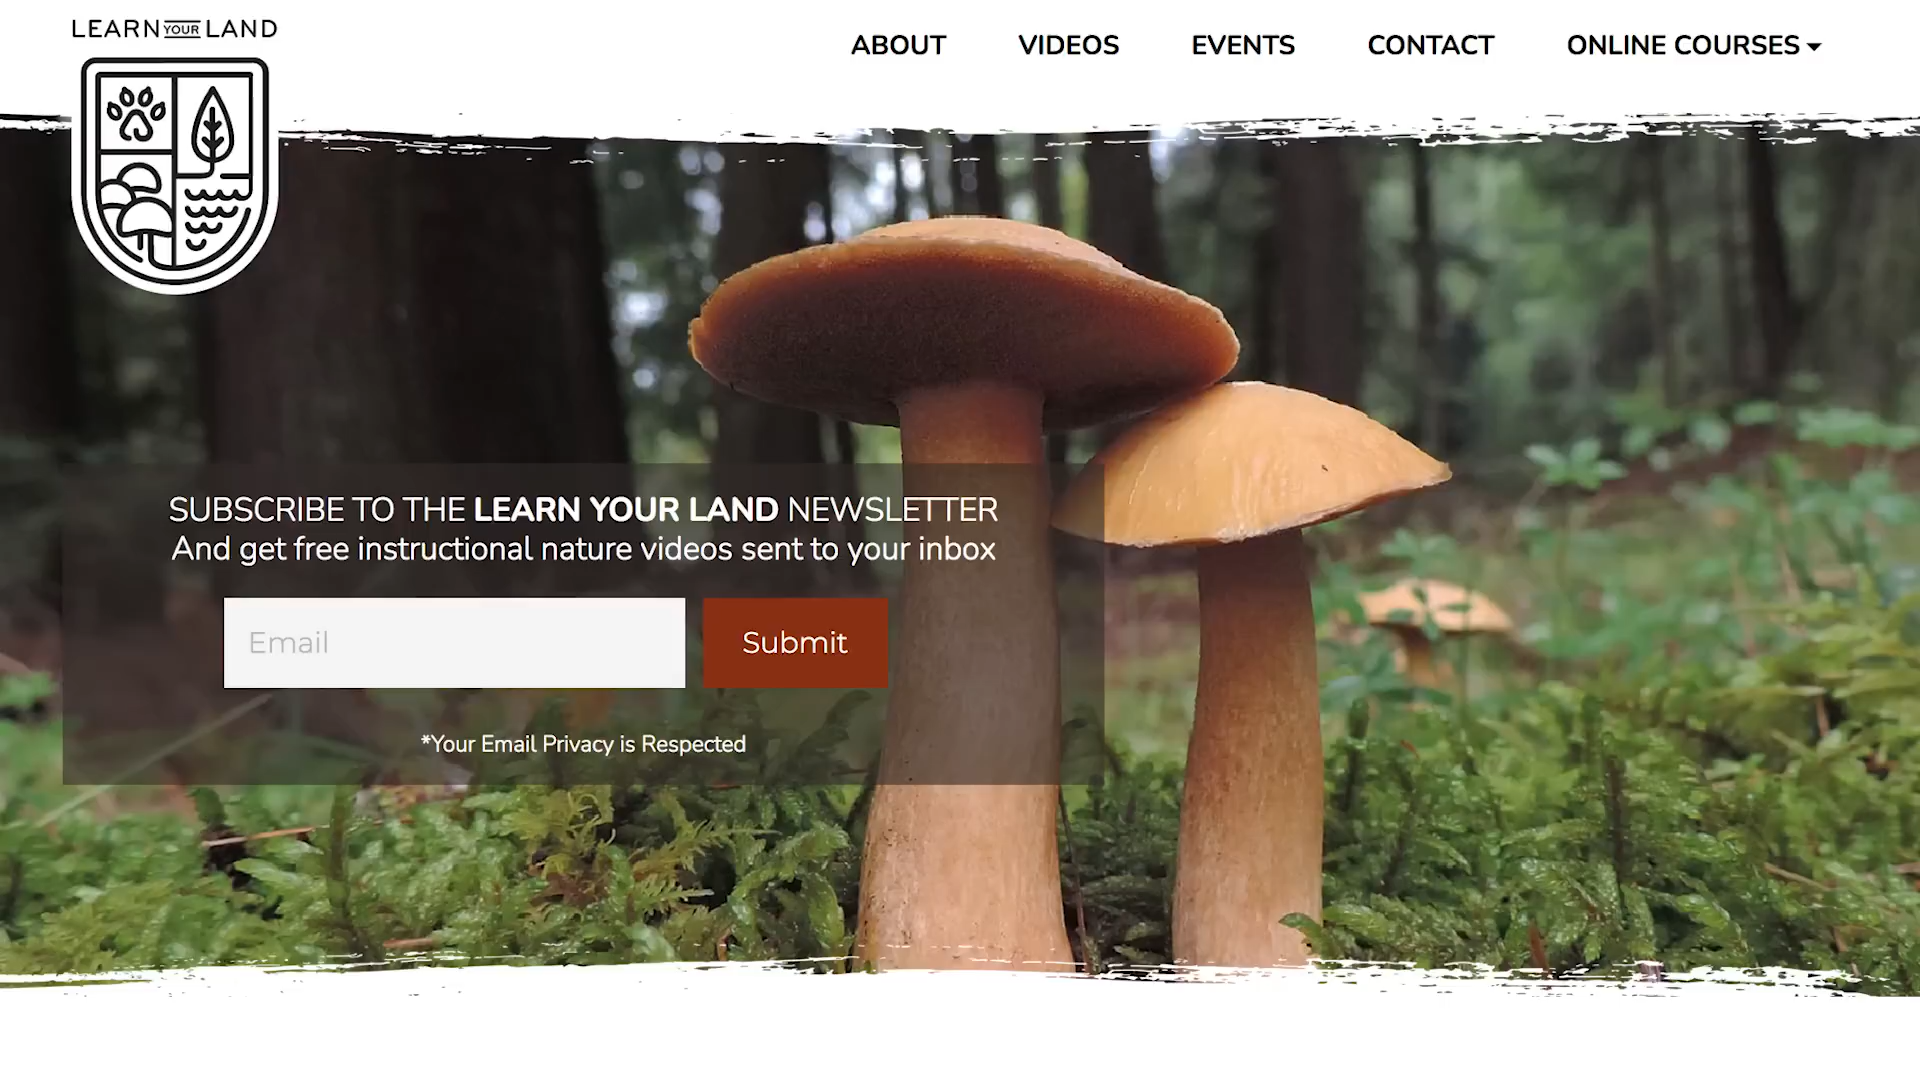 LEARN YOUR LAND
ABOUT
VIDEOS
EVENTS
CONTACT
ONLINE COURSES
SUBSCRIBE TO THE LEARN YOUR LAND NEWSLETTER
And get free instructional nature videos sent to your inbox
Email
Submit
*Your Email Privacy is Respected